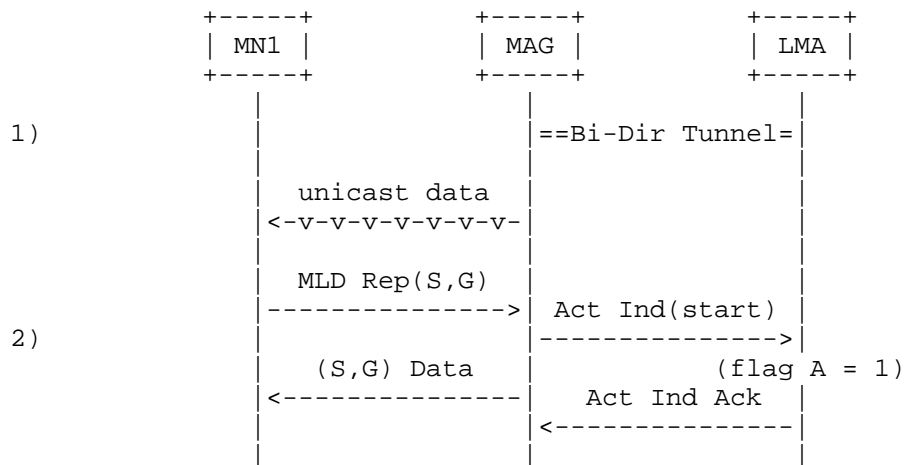 MN1 MAG LMA
1) ==Bi-Dir Tunnel=
unicast data
<-v-v-v-v-v-v-v-
MLD Rep(S,G)
--------------->
Act Ind(start)
2) --------------->
(S,G) Data (flag A = 1)
<--------------- Act Ind Ack
<---------------